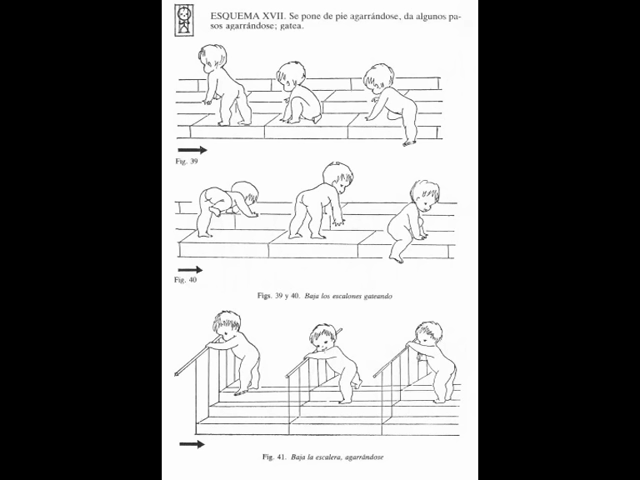 ESQUEMA XVII. Se pone de pie agarrándose, da algunos pa-
sos agarrándose; gatea.
Fig. 39
Fig. 40
Figs. 39 y 40. Baja los escalones gateando
Fig. 41. Baja la escalera, agarrándose